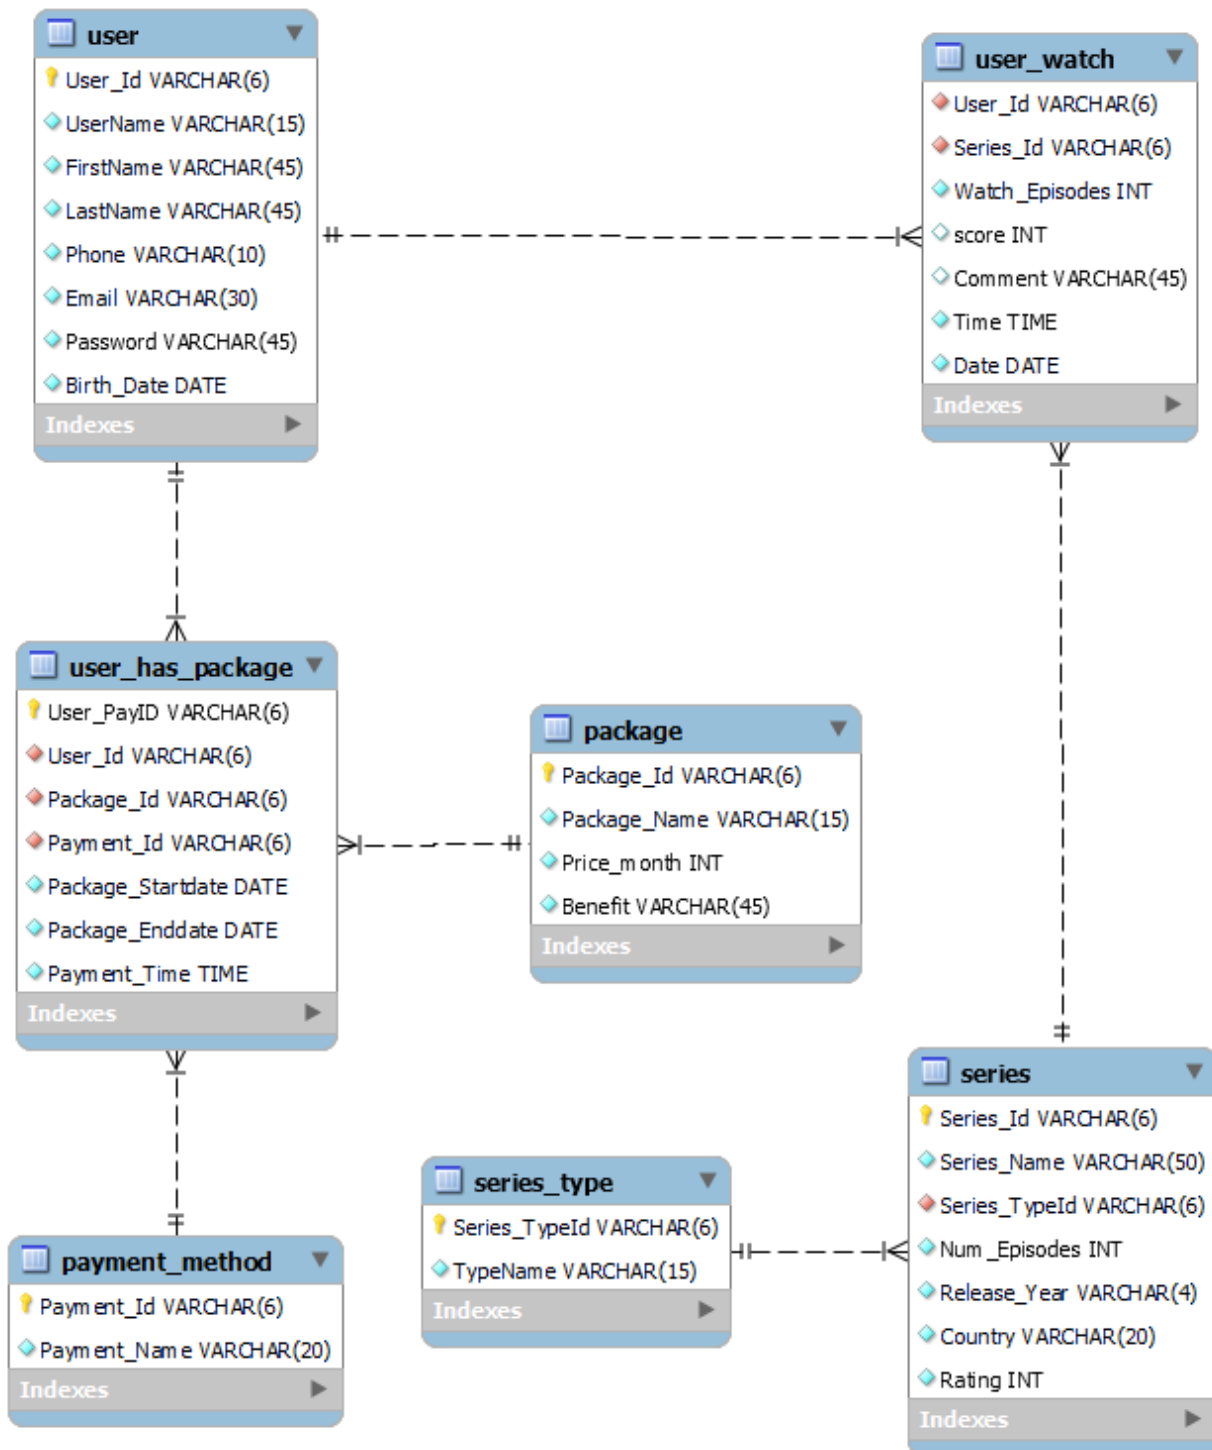 user
User_Id VARCHAR(6)
UserName VARCHAR(15)
FirstName VARCHAR(45)
LastName VARCHAR(45)
Phone VARCHAR(10)
Email VARCHAR(30)
Password VARCHAR(45)
Birth_Date DATE
Indexes
user_watch
User_Id VARCHAR(6)
Series_Id VARCHAR(6)
Watch_Episodes INT
score INT
Comment VARCHAR(45)
Time TIME
Date DATE
Indexes
user_has_package
User_PayID VARCHAR(6)
User_Id VARCHAR(6)
Package_Id VARCHAR(6)
Payment_Id VARCHAR(6)
Package_Startdate DATE
Package_Enddate DATE
Payment_Time TIME
Indexes
package
Package_Id VARCHAR(6)
Package_Name VARCHAR(15)
Price_month INT
Benefit VARCHAR(45)
Indexes
payment_method
Payment_Id VARCHAR(6)
Payment_Name VARCHAR(20)
Indexes
series_type
Series_TypeId VARCHAR(6)
TypeName VARCHAR(15)
Indexes
series
Series_Id VARCHAR(6)
Series_Name VARCHAR(50)
Series_TypeId VARCHAR(6)
Num_Episodes INT
Release_Year VARCHAR(4)
Country VARCHAR(20)
Rating INT
Indexes